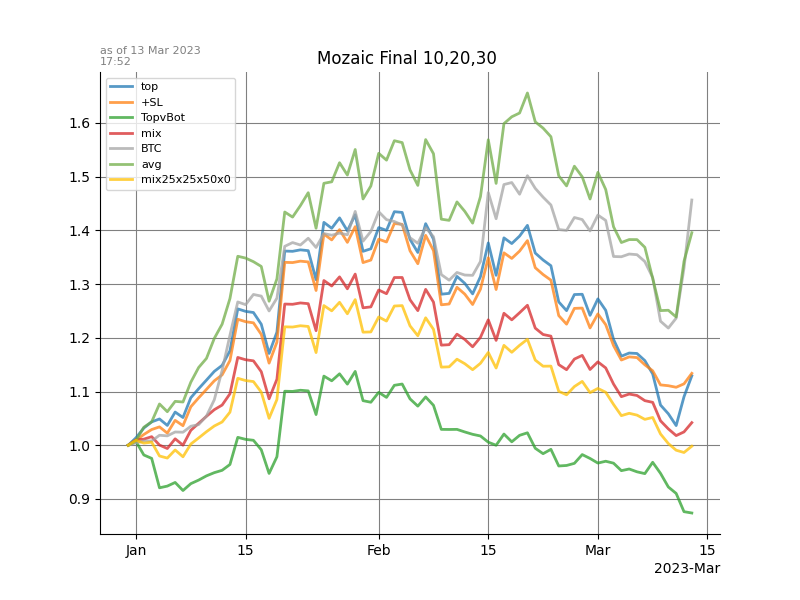 as of 13 Mar 2023
17:52
Mozaic Final 10,20,30
top
+SL
TopvBot
mix
BTC
avg
mix25x25x50x0
1.6
1.5
1.4
1.3
1.2
1.1
1.0
0.9
Jan 15 Feb 15 Mar 15
2023-Mar